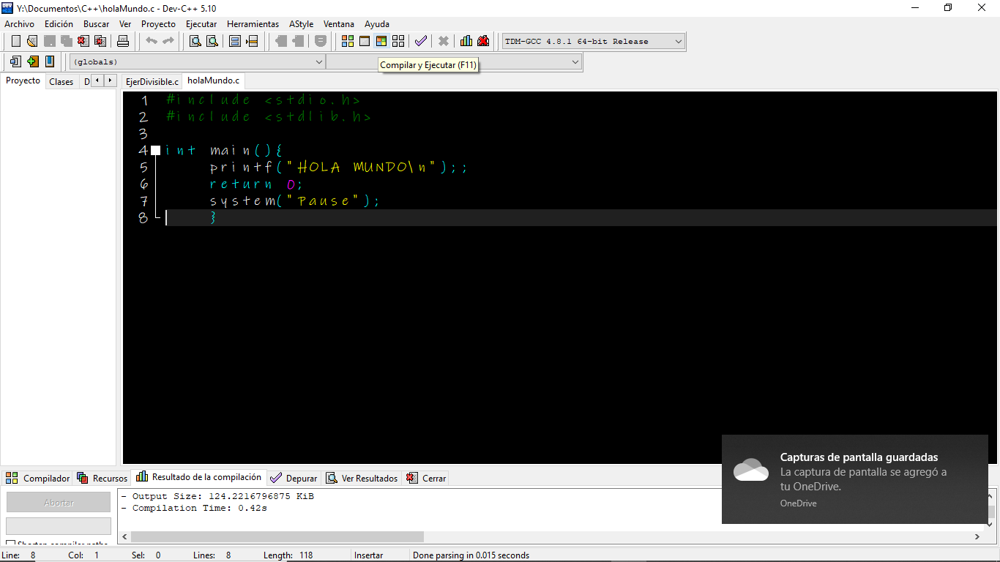 Y:\Documentos\C++\holaMundo.c - Dev-C++ 5.10
Archivo Edición Buscar Ver Proyecto Ejecutar Herramientas AStyle Ventana Ayuda
TDM-GCC 4.8.1 64-bit Release
(globals)
Compilar y Ejecutar (F11)
Proyecto Clases D EjerDivisible.c holaMundo.c
1 #include <stdio.h>
2 #include <stdlib.h>
3
4 int main(){
5 printf("HOLA MUNDO\n");;
6 return 0;
7 system("Pause");
8 }
Capturas de pantalla guardadas
La captura de pantalla se agregó a
tu OneDrive.
OneDrive
Compilador Recursos Resultado de la compilación Depurar Ver Resultados Cerrar
Abortar
- Output Size: 124.2216796875 KiB
- Compilation Time: 0.42s
Shorten compiler paths
Line: 8 Col: 1 Sel: 0 Lines: 8 Length: 118 Insertar Done parsing in 0.015 seconds